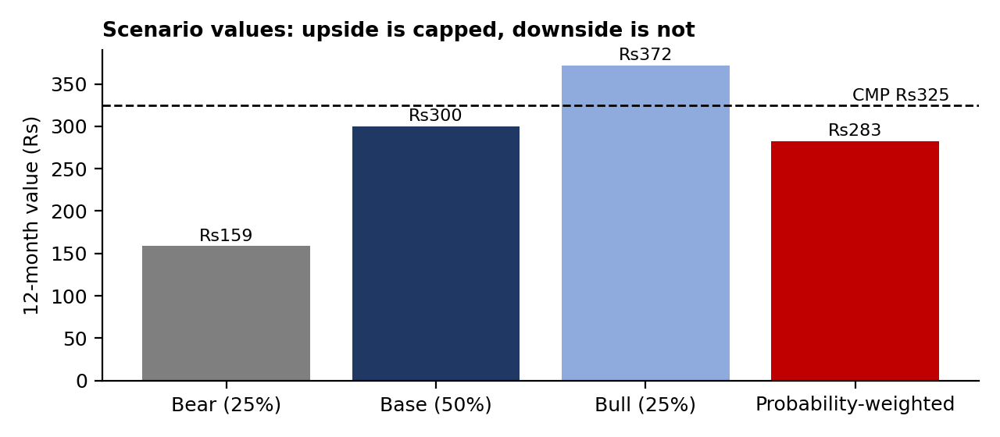 Scenario values: upside is capped, downside is not
12-month value (Rs)
350
300
250
200
150
100
50
0
Rs159
Rs300
Rs372
Rs283
CMP Rs325
Bear (25%)
Base (50%)
Bull (25%)
Probability-weighted